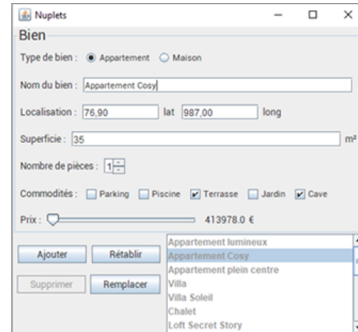 Nuplets
Bien
Type de bien : Appartement Maison
Nom du bien : Appartement Cosy
Localisation : 76,90 lat 987,00 long
Superficie : 35 m²
Nombre de pièces : 1
Commodités : Parking Piscine Terrasse Jardin Cave
Prix : 413978.0 €
Ajouter Rétablir
Supprimer Remplacer
Appartement lumineux
Appartement Cosy
Appartement plein centre
Villa
Villa Soleil
Chalet
Loft Secret Story